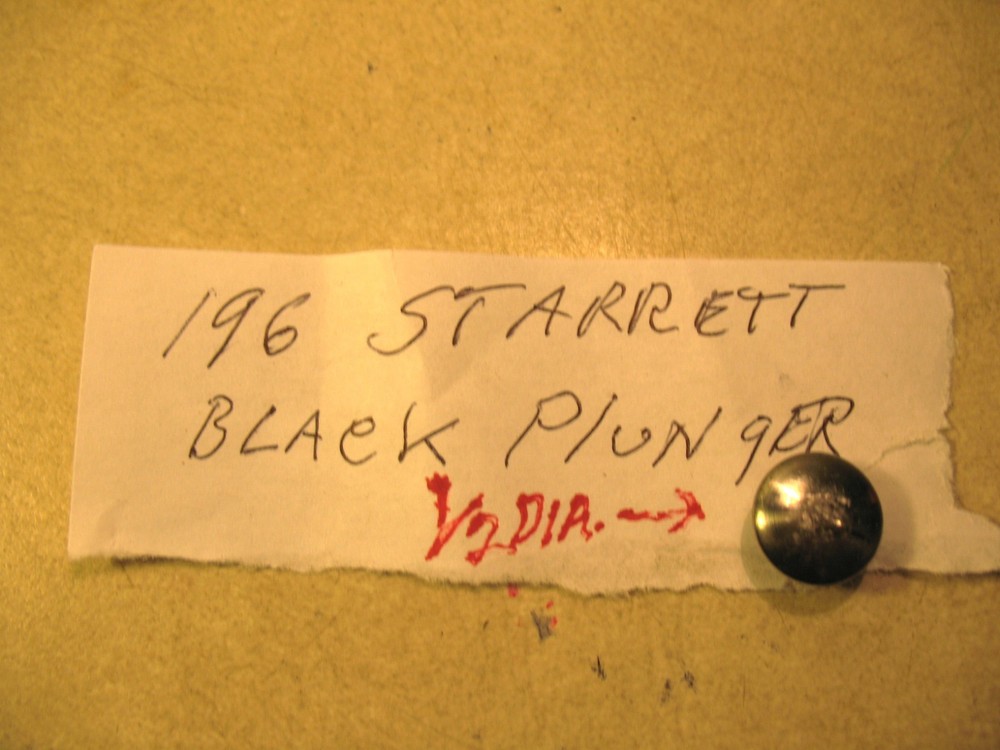 196 STARRETT
BLACK PlUNgER
1/2 DIA. →